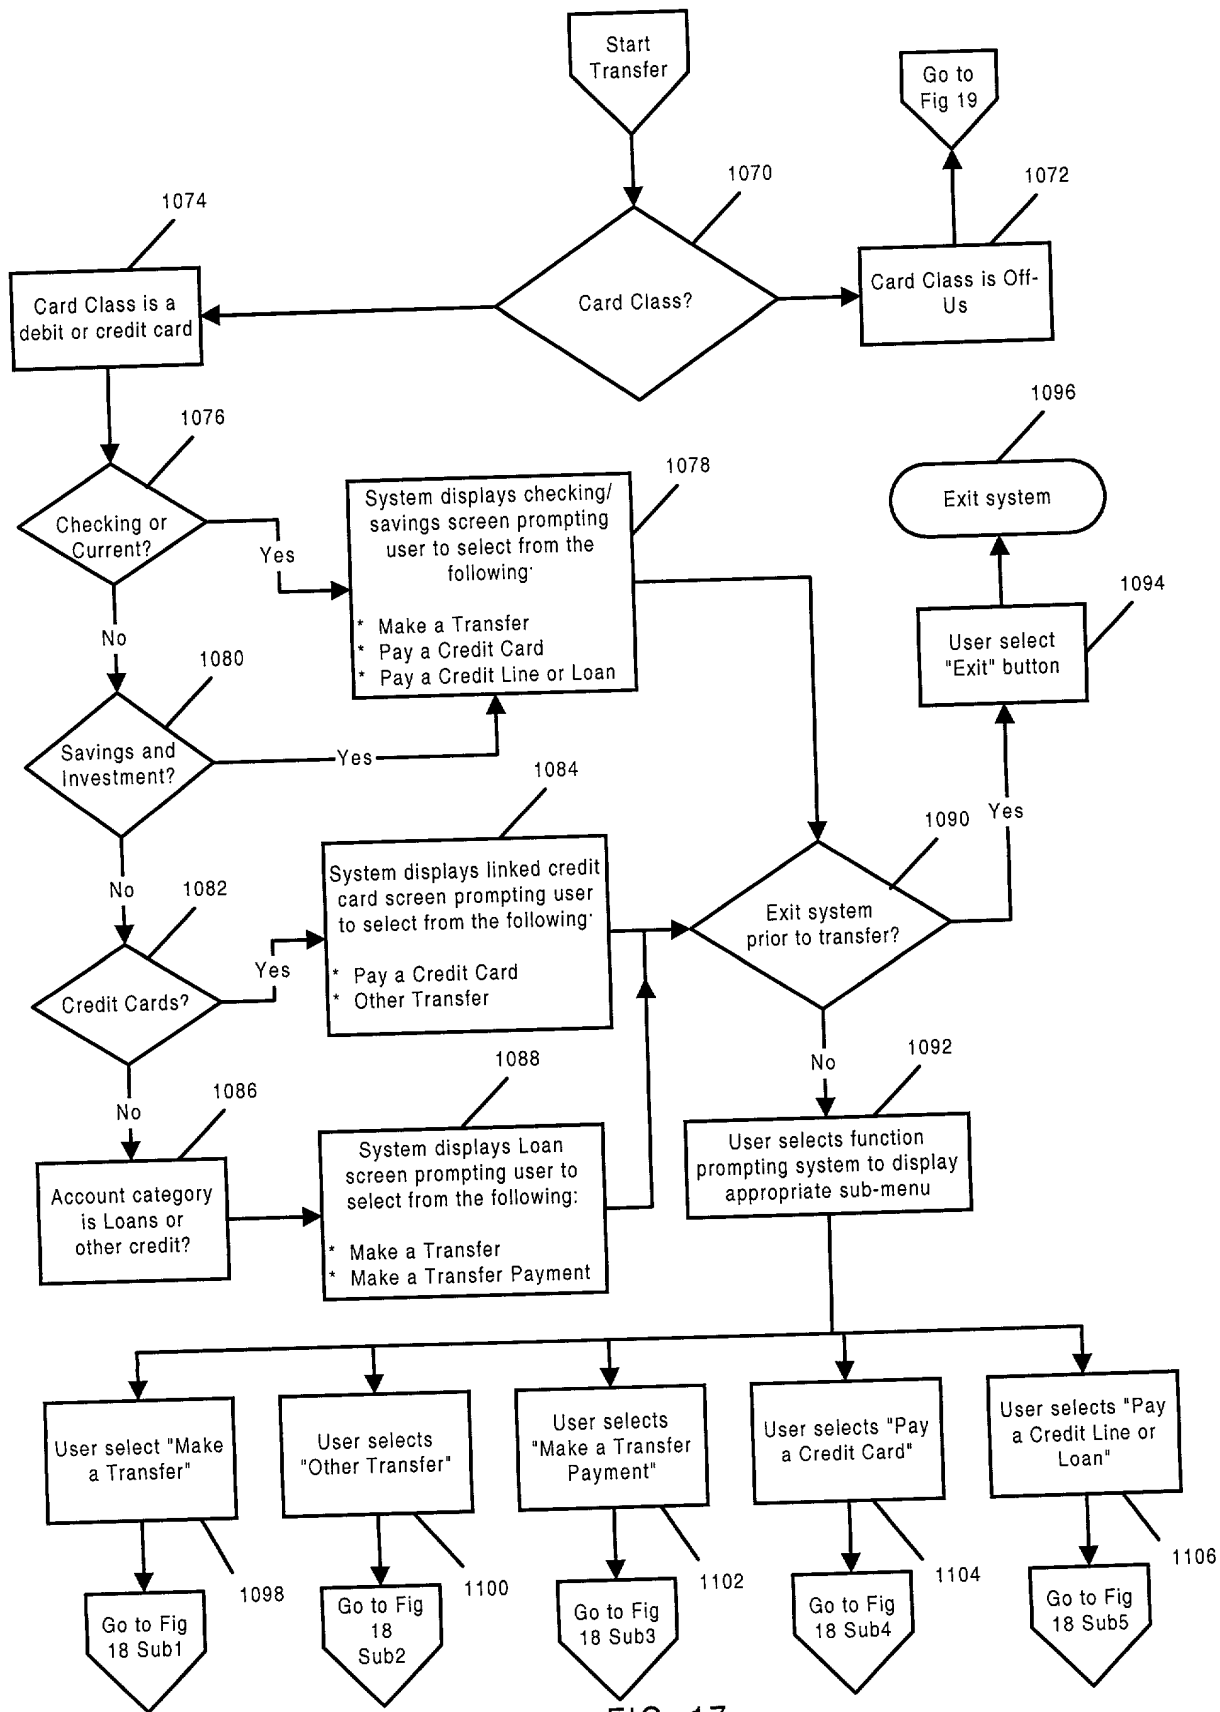 Start
Transfer
Go to
Fig 19
1070
1072
1074
Card Class is a
debit or credit card
Card Class?
Card Class is Off-
Us
1076
1078
1096
Checking or
Current?
Yes
System displays checking/
savings screen prompting
user to select from the
following:
* Make a Transfer
* Pay a Credit Card
* Pay a Credit Line or Loan
Exit system
1094
User select
"Exit" button
No
1080
Savings and
Investment?
Yes
1084
Yes
1090
No
1082
System displays linked credit
card screen prompting user
to select from the following:
* Pay a Credit Card
* Other Transfer
Exit system
prior to transfer?
Credit Cards?
Yes
No
1086
1088
No
1092
Account category
is Loans or
other credit?
System displays Loan
screen prompting user to
select from the following:
* Make a Transfer
* Make a Transfer Payment
User selects function
prompting system to display
appropriate sub-menu
User select "Make
a Transfer"
User selects
"Other Transfer"
User selects
"Make a Transfer
Payment"
User selects "Pay
a Credit Card"
User selects "Pay
a Credit Line or
Loan"
1098
1100
1102
1104
1106
Go to Fig
18 Sub1
Go to Fig
18
Sub2
Go to Fig
18 Sub3
Go to Fig
18 Sub4
Go to Fig
18 Sub5
FIG. 17